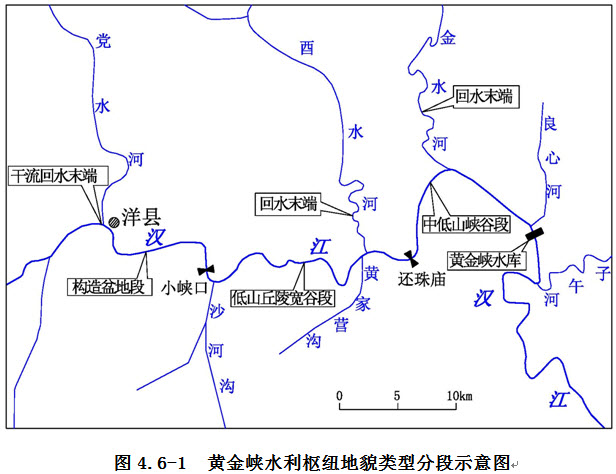 党水河
酉水河
金水河
良心河
回水末端
干流回水末端
洋县
回水末端
中低山峡谷段
汉江
构造盆地段
小峡口
低山丘陵宽谷段
还珠庙
黄金峡水库
沙河沟
黄家营沟
子午河
汉江
0 5 10km
图 4.6-1 黄金峡水利枢纽地貌类型分段示意图